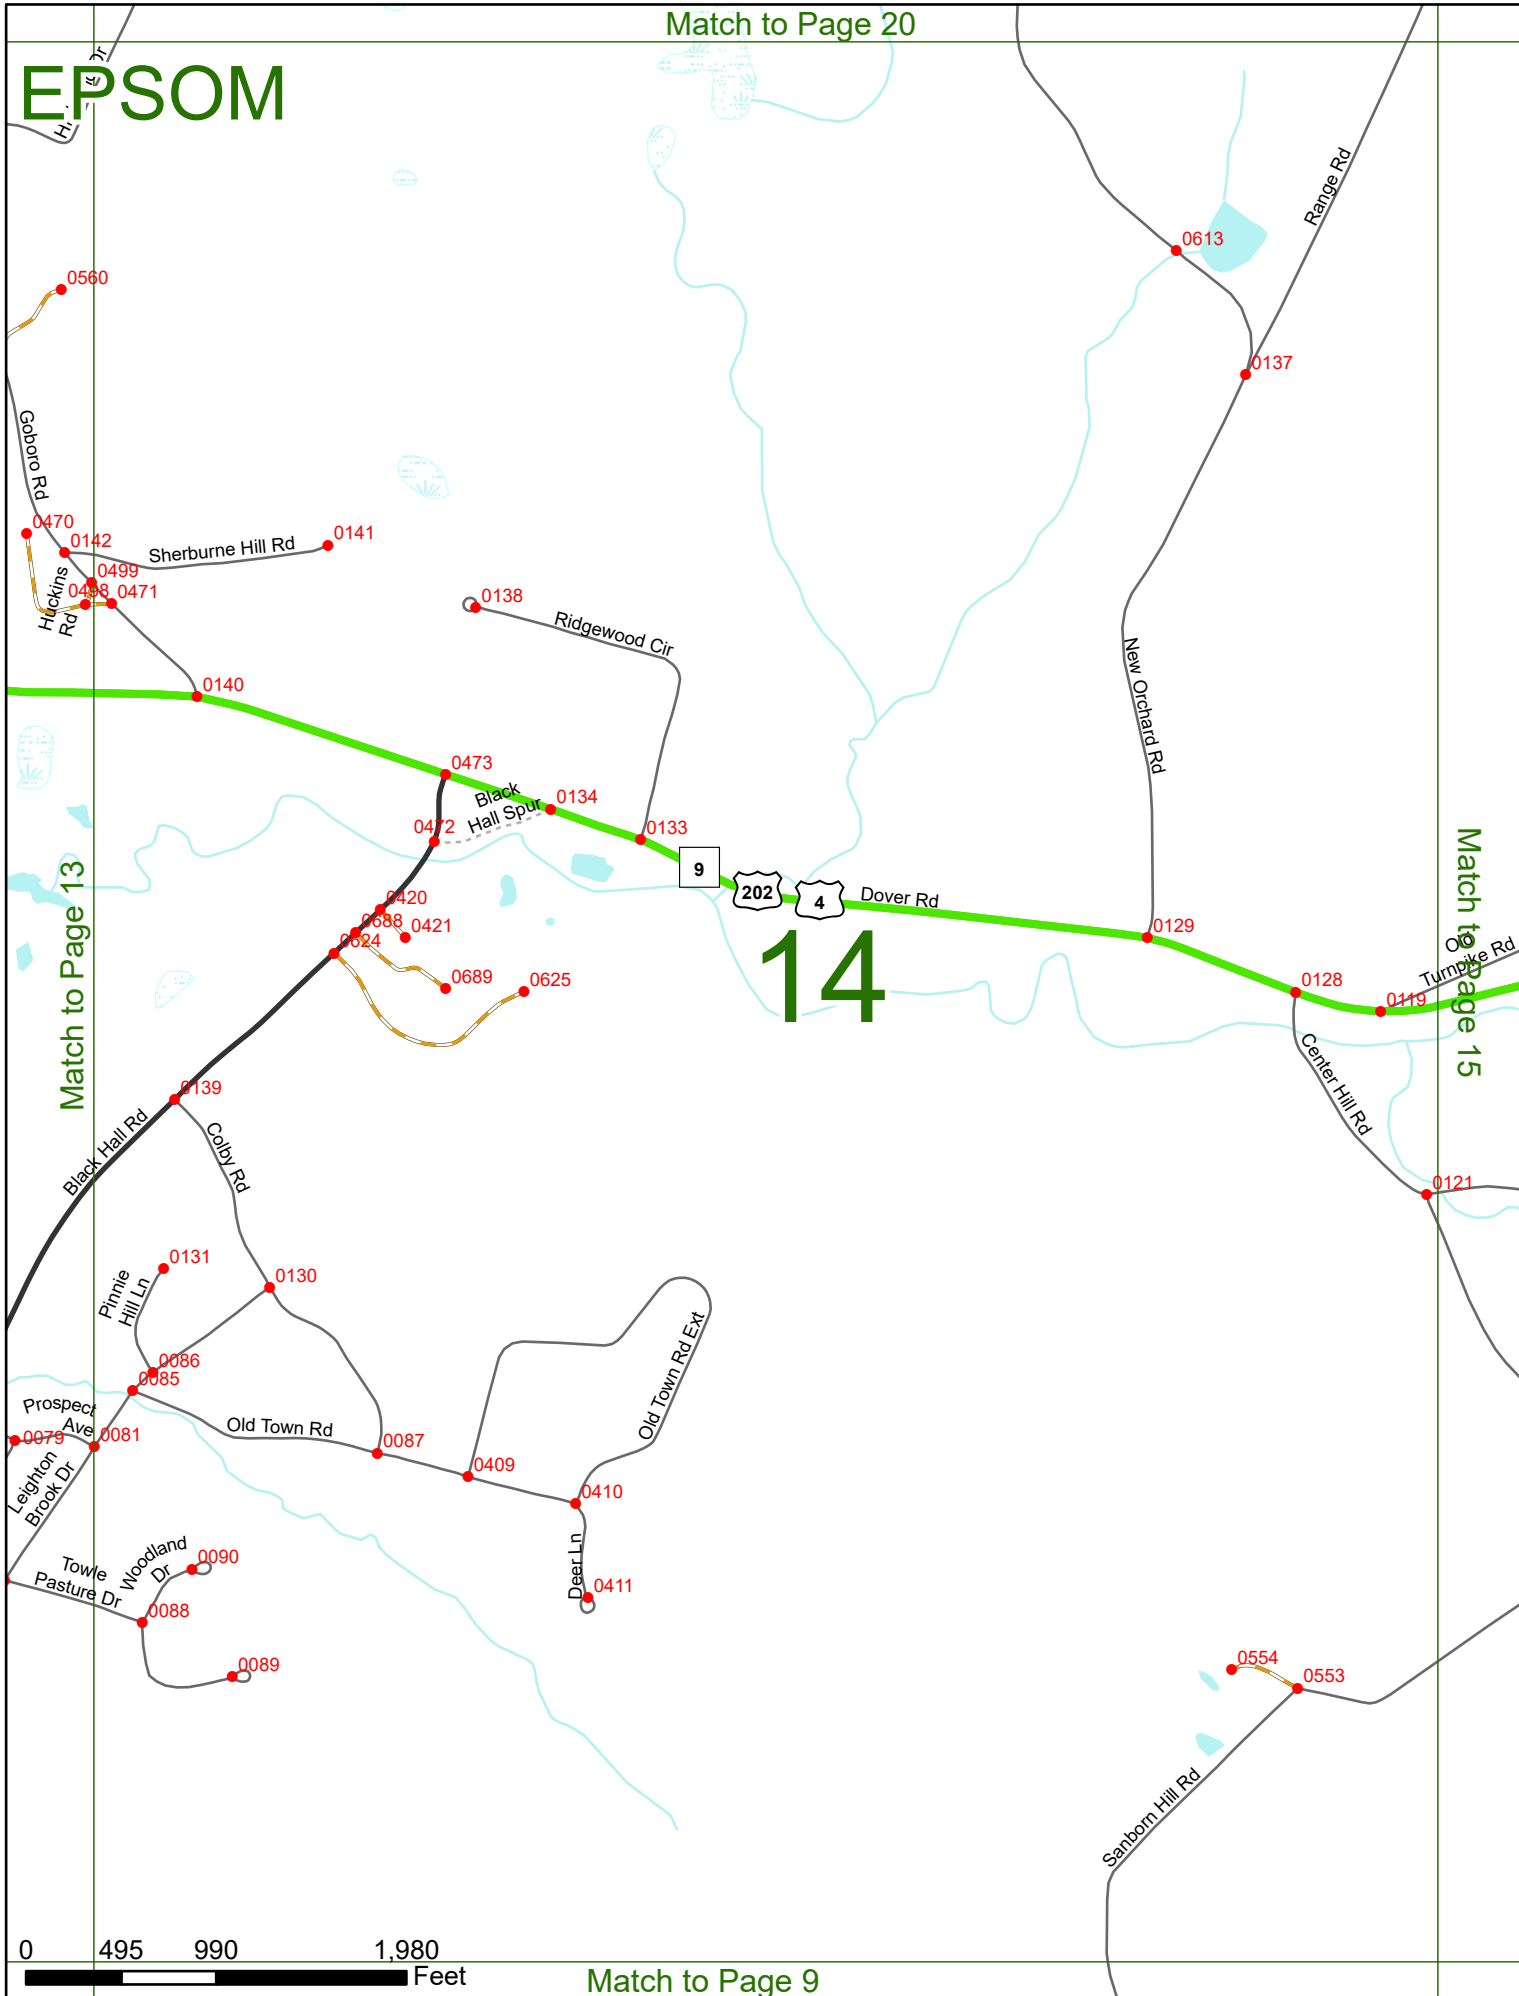 Match to Page 20
EPSOM
Range Rd
0613
0560
0137
Goboro Rd
0470
0142
Sherburne Hill Rd
0141
0499
0498
0471
Huckins
Rd
0138
Ridgewood Cir
New Orchard Rd
0140
0473
Black
Hall Spur
0134
0472
0133
9
202
4
Dover Rd
Match to Page 13
Match to Page 15
0420
0688
0421
0624
0129
14
Old
Turnpike Rd
0689
0625
0128
0119
Center Hill Rd
0139
Black Hall Rd
Colby Rd
0121
0131
Pinnie
Hill Ln
0130
Old Town Rd Ext
0086
0085
Prospect
Ave
0079
0081
Old Town Rd
0087
Leighton
Brook Dr
0409
0410
Deer Ln
Woodland
Dr
0090
Towle
Pasture Dr
0411
0088
0089
0554
0553
Sanborn Hill Rd
0 495 990 1,980
Feet
Match to Page 9